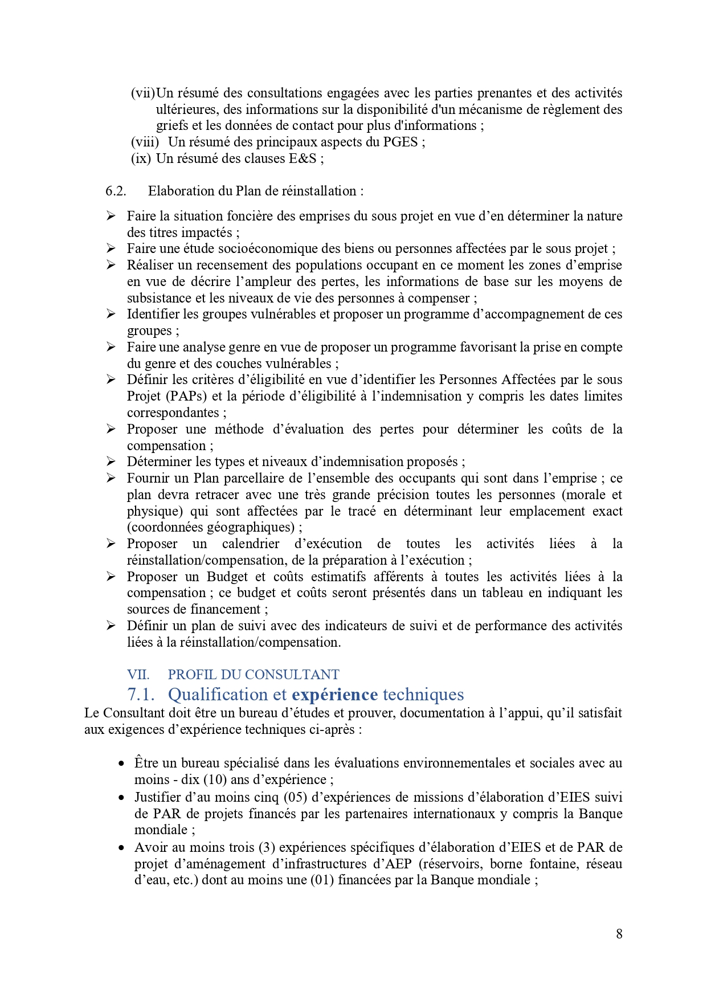 (vii)Un résumé des consultations engagées avec les parties prenantes et des activités
ultérieures, des informations sur la disponibilité d'un mécanisme de règlement des
griefs et les données de contact pour plus d'informations ;
(viii) Un résumé des principaux aspects du PGES ;
(ix) Un résumé des clauses E&S ;
6.2. Elaboration du Plan de réinstallation :
➢ Faire la situation foncière des emprises du sous projet en vue d’en déterminer la nature
des titres impactés ;
➢ Faire une étude socioéconomique des biens ou personnes affectées par le sous projet ;
➢ Réaliser un recensement des populations occupant en ce moment les zones d’emprise
en vue de décrire l’ampleur des pertes, les informations de base sur les moyens de
subsistance et les niveaux de vie des personnes à compenser ;
➢ Identifier les groupes vulnérables et proposer un programme d’accompagnement de ces
groupes ;
➢ Faire une analyse genre en vue de proposer un programme favorisant la prise en compte
du genre et des couches vulnérables ;
➢ Définir les critères d’éligibilité en vue d’identifier les Personnes Affectées par le sous
Projet (PAPs) et la période d’éligibilité à l’indemnisation y compris les dates limites
correspondantes ;
➢ Proposer une méthode d’évaluation des pertes pour déterminer les coûts de la
compensation ;
➢ Déterminer les types et niveaux d’indemnisation proposés ;
➢ Fournir un Plan parcellaire de l’ensemble des occupants qui sont dans l’emprise ; ce
plan devra retracer avec une très grande précision toutes les personnes (morale et
physique) qui sont affectées par le tracé en déterminant leur emplacement exact
(coordonnées géographiques) ;
➢ Proposer un calendrier d’exécution de toutes les activités liées à la
réinstallation/compensation, de la préparation à l’exécution ;
➢ Proposer un Budget et coûts estimatifs afférents à toutes les activités liées à la
compensation ; ce budget et coûts seront présentés dans un tableau en indiquant les
sources de financement ;
➢ Définir un plan de suivi avec des indicateurs de suivi et de performance des activités
liées à la réinstallation/compensation.
VII. PROFIL DU CONSULTANT
7.1. Qualification et expérience techniques
Le Consultant doit être un bureau d’études et prouver, documentation à l’appui, qu’il satisfait
aux exigences d’expérience techniques ci-après :
• Être un bureau spécialisé dans les évaluations environnementales et sociales avec au
moins - dix (10) ans d’expérience ;
• Justifier d’au moins cinq (05) d’expériences de missions d’élaboration d’EIES suivi
de PAR de projets financés par les partenaires internationaux y compris la Banque
mondiale ;
• Avoir au moins trois (3) expériences spécifiques d’élaboration d’EIES et de PAR de
projet d’aménagement d’infrastructures d’AEP (réservoirs, borne fontaine, réseau
d’eau, etc.) dont au moins une (01) financées par la Banque mondiale ;
8